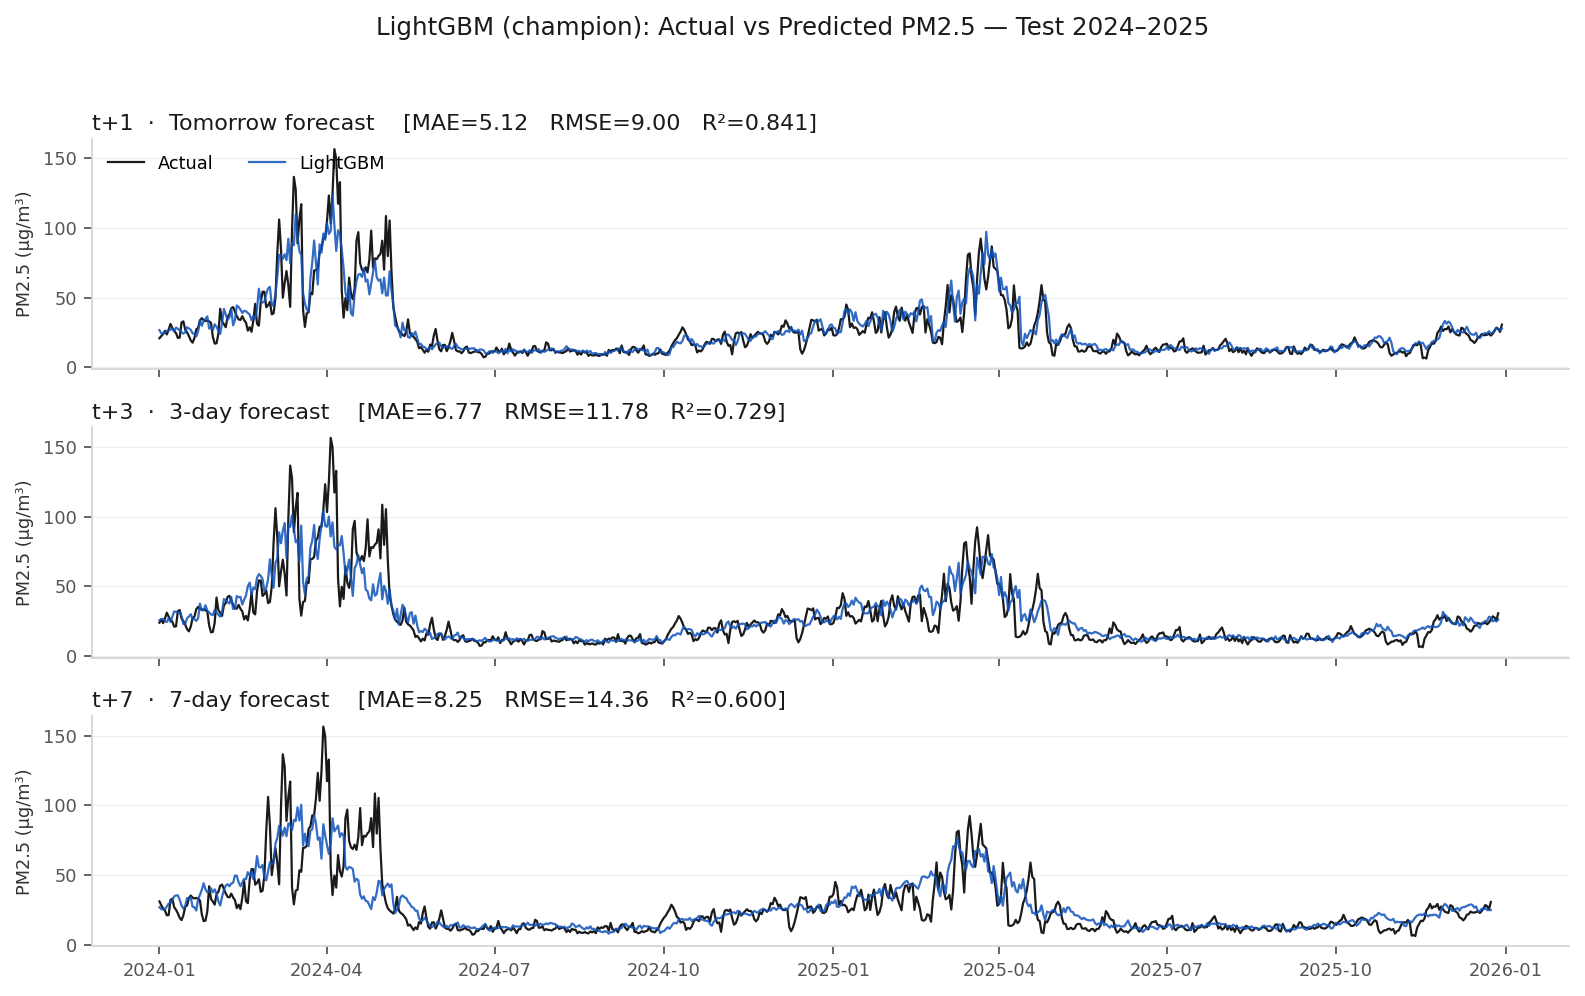 LightGBM (champion): Actual vs Predicted PM2.5 — Test 2024–2025
t+1 · Tomorrow forecast [MAE=5.12 RMSE=9.00 R²=0.841]
Actual LightGBM
PM2.5 (µg/m³)
150
100
50
0
t+3 · 3-day forecast [MAE=6.77 RMSE=11.78 R²=0.729]
PM2.5 (µg/m³)
150
100
50
0
t+7 · 7-day forecast [MAE=8.25 RMSE=14.36 R²=0.600]
PM2.5 (µg/m³)
150
100
50
0
2024-01 2024-04 2024-07 2024-10 2025-01 2025-04 2025-07 2025-10 2026-01